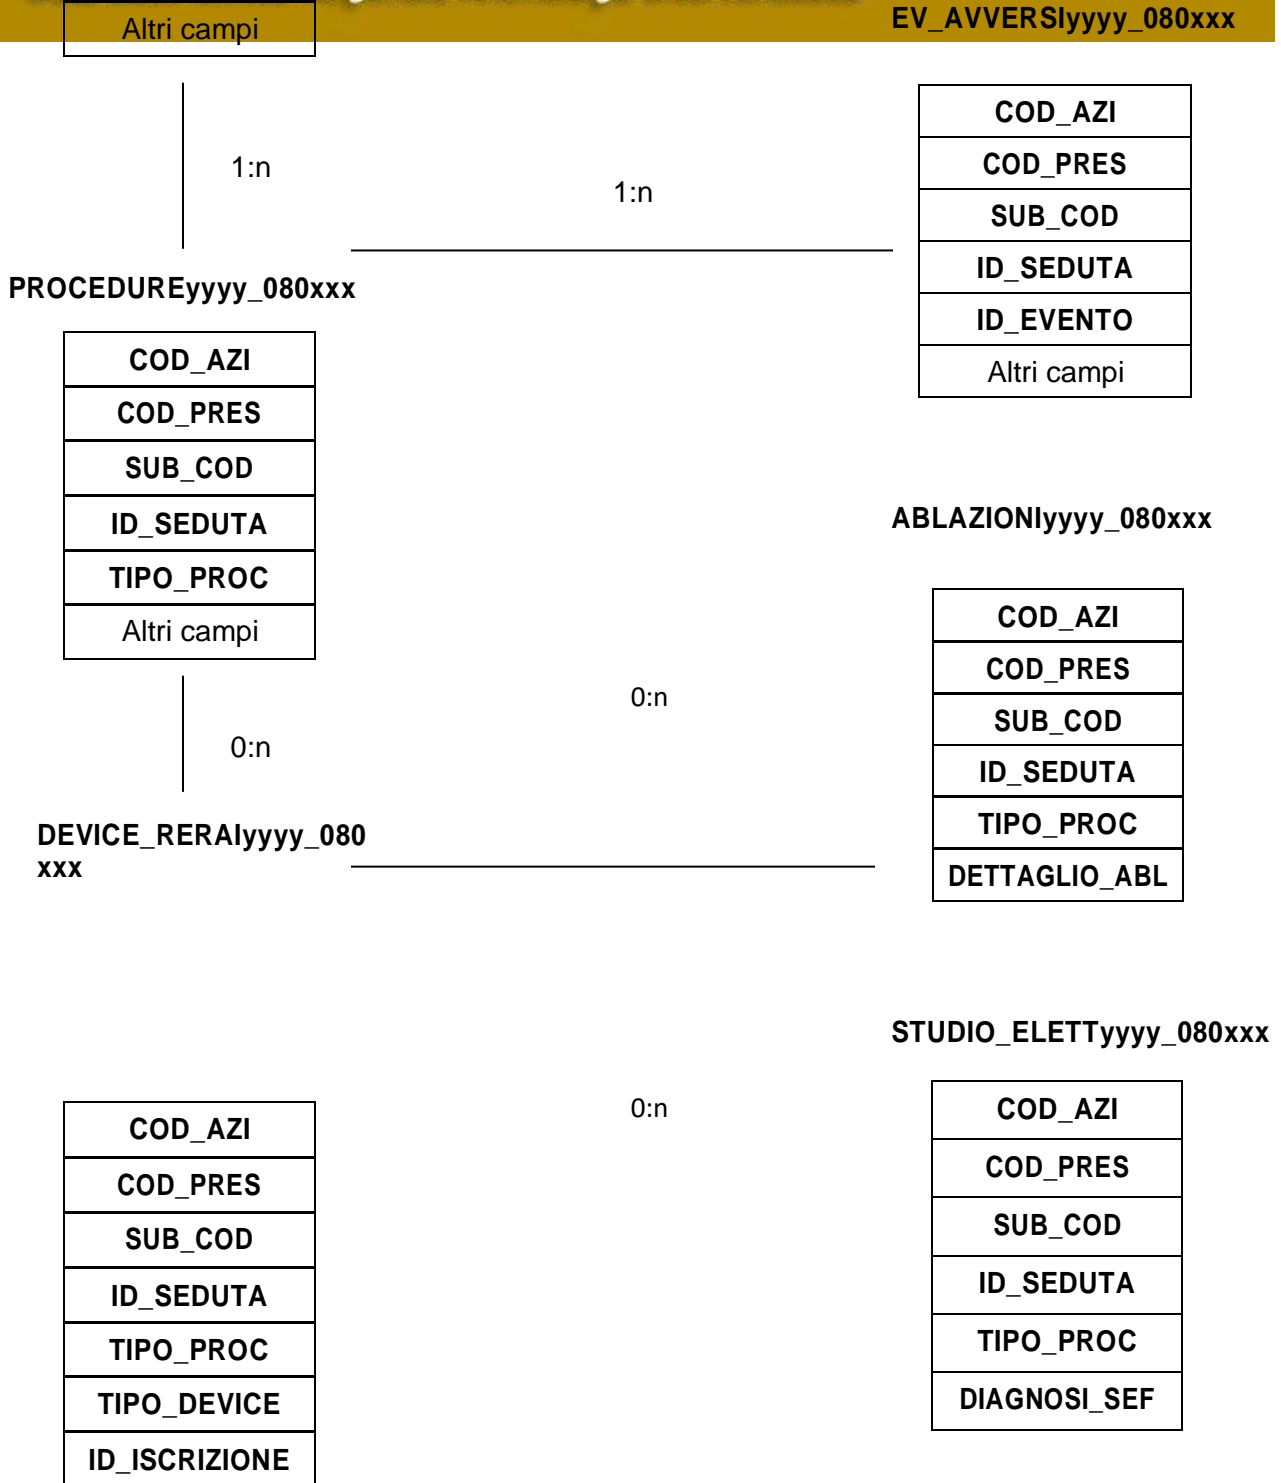 Altri campi
EV_AVVERSIyyyy_080xxx
1:n
1:n
COD_AZI
COD_PRES
SUB_COD
ID_SEDUTA
ID_EVENTO
Altri campi
PROCEDUREyyyy_080xxx
COD_AZI
COD_PRES
SUB_COD
ID_SEDUTA
TIPO_PROC
Altri campi
ABLAZIONIyyyy_080xxx
COD_AZI
COD_PRES
SUB_COD
ID_SEDUTA
TIPO_PROC
DETTAGLIO_ABL
0:n
0:n
DEVICE_RERAIyyyy_080
xxx
COD_AZI
COD_PRES
SUB_COD
ID_SEDUTA
TIPO_PROC
TIPO_DEVICE
ID_ISCRIZIONE
0:n
STUDIO_ELETTyyyy_080xxx
COD_AZI
COD_PRES
SUB_COD
ID_SEDUTA
TIPO_PROC
DIAGNOSI_SEF